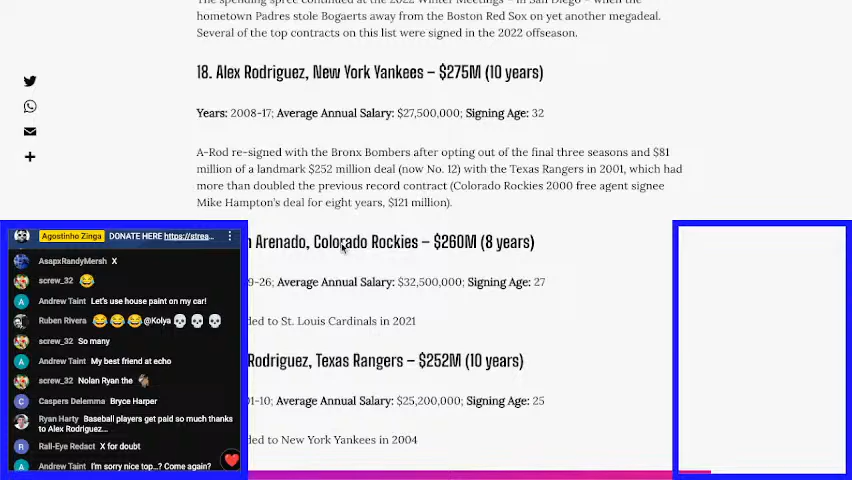 The spending spree continued at the 2022 Winter Meetings – in San Diego – when the
hometown Padres stole Bogaerts away from the Boston Red Sox on yet another megadeal.
Several of the top contracts on this list were signed in the 2022 offseason.
18. Alex Rodriguez, New York Yankees – $275M (10 years)
Years: 2008-17; Average Annual Salary: $27,500,000; Signing Age: 32
A-Rod re-signed with the Bronx Bombers after opting out of the final three seasons and $81
million of a landmark $252 million deal (now No. 12) with the Texas Rangers in 2001, which had
more than doubled the previous record contract (Colorado Rockies 2000 free agent signee
Mike Hampton's deal for eight years, $121 million).
Arenado, Colorado Rockies – $260M (8 years)
9-26; Average Annual Salary: $32,500,000; Signing Age: 27
ded to St. Louis Cardinals in 2021
Rodriguez, Texas Rangers – $252M (10 years)
01-10; Average Annual Salary: $25,200,000; Signing Age: 25
ded to New York Yankees in 2004
Agostinho Zinga DONATE HERE https://strea...
AsapxRandyMersh X
screw_32 😂
Andrew Taint Let's use house paint on my car!
Ruben Rivera 😂😂😂@Kolya💀💀💀
screw_32 So many
Andrew Taint My best friend at echo
screw_32 Nolan Ryan the 🐐
Caspers Delemma Bryce Harper
Ryan Harty Baseball players get paid so much thanks
to Alex Rodriguez...
Rall-Eye Redact X for doubt
Andrew Taint I'm sorry nice top..? Come again?